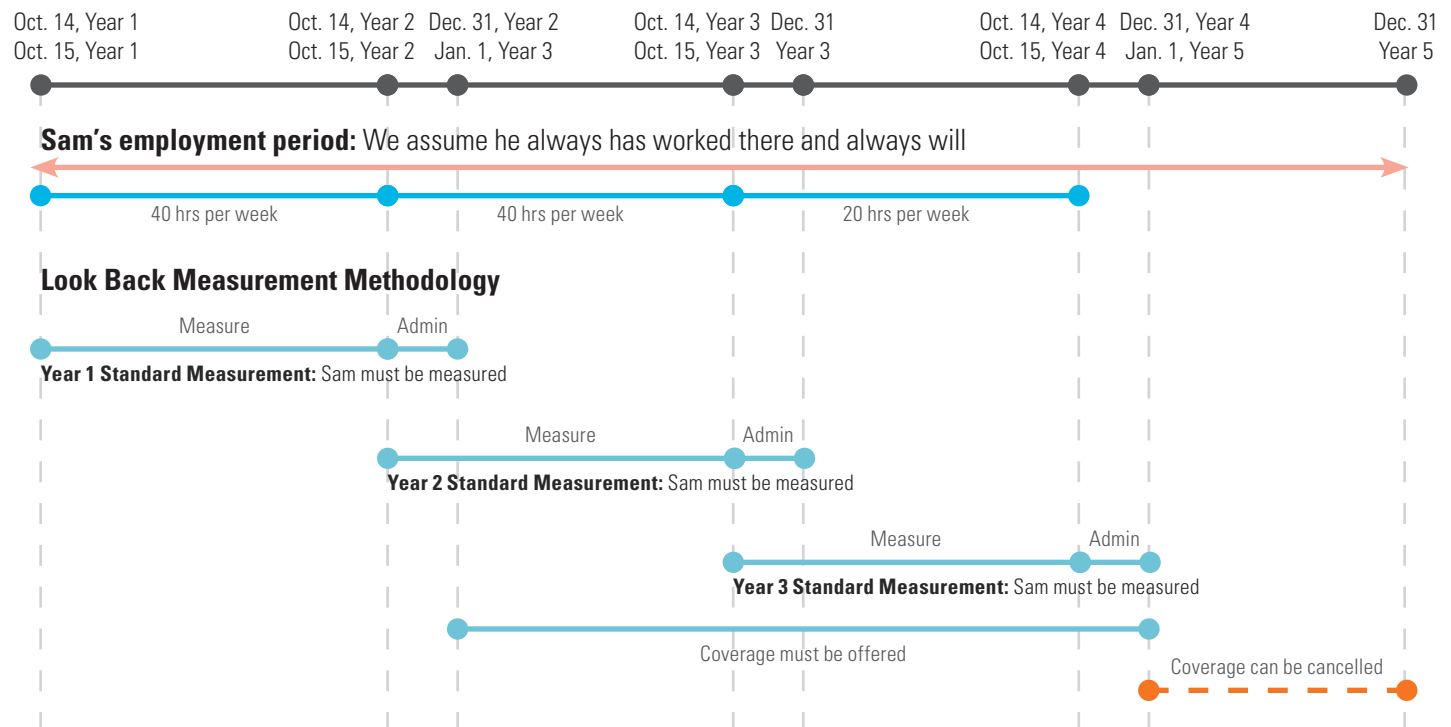 Oct. 14, Year 1
Oct. 15, Year 1
Oct. 14, Year 2
Oct. 15, Year 2
Dec. 31, Year 2
Jan. 1, Year 3
Oct. 14, Year 3
Oct. 15, Year 3
Dec. 31
Year 3
Oct. 14, Year 4
Oct. 15, Year 4
Dec. 31, Year 4
Jan. 1, Year 5
Dec. 31
Year 5
Sam’s employment period: We assume he always has worked there and always will
40 hrs per week
40 hrs per week
20 hrs per week
Look Back Measurement Methodology
Measure
Admin
Year 1 Standard Measurement: Sam must be measured
Measure
Admin
Year 2 Standard Measurement: Sam must be measured
Measure
Admin
Year 3 Standard Measurement: Sam must be measured
Coverage must be offered
Coverage can be cancelled